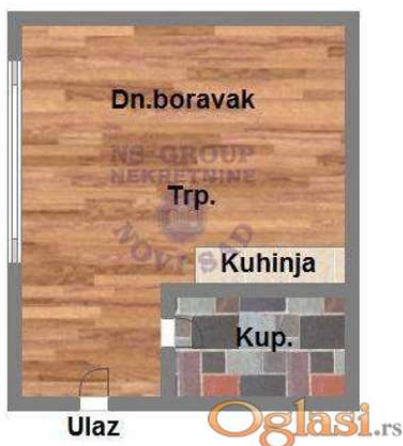 Dn.boravak
NS-GROUP
NEKRETNINE
Trp.
NOVI SAD
Kuhinja
Kup.
Ulaz
Oglasi.rs